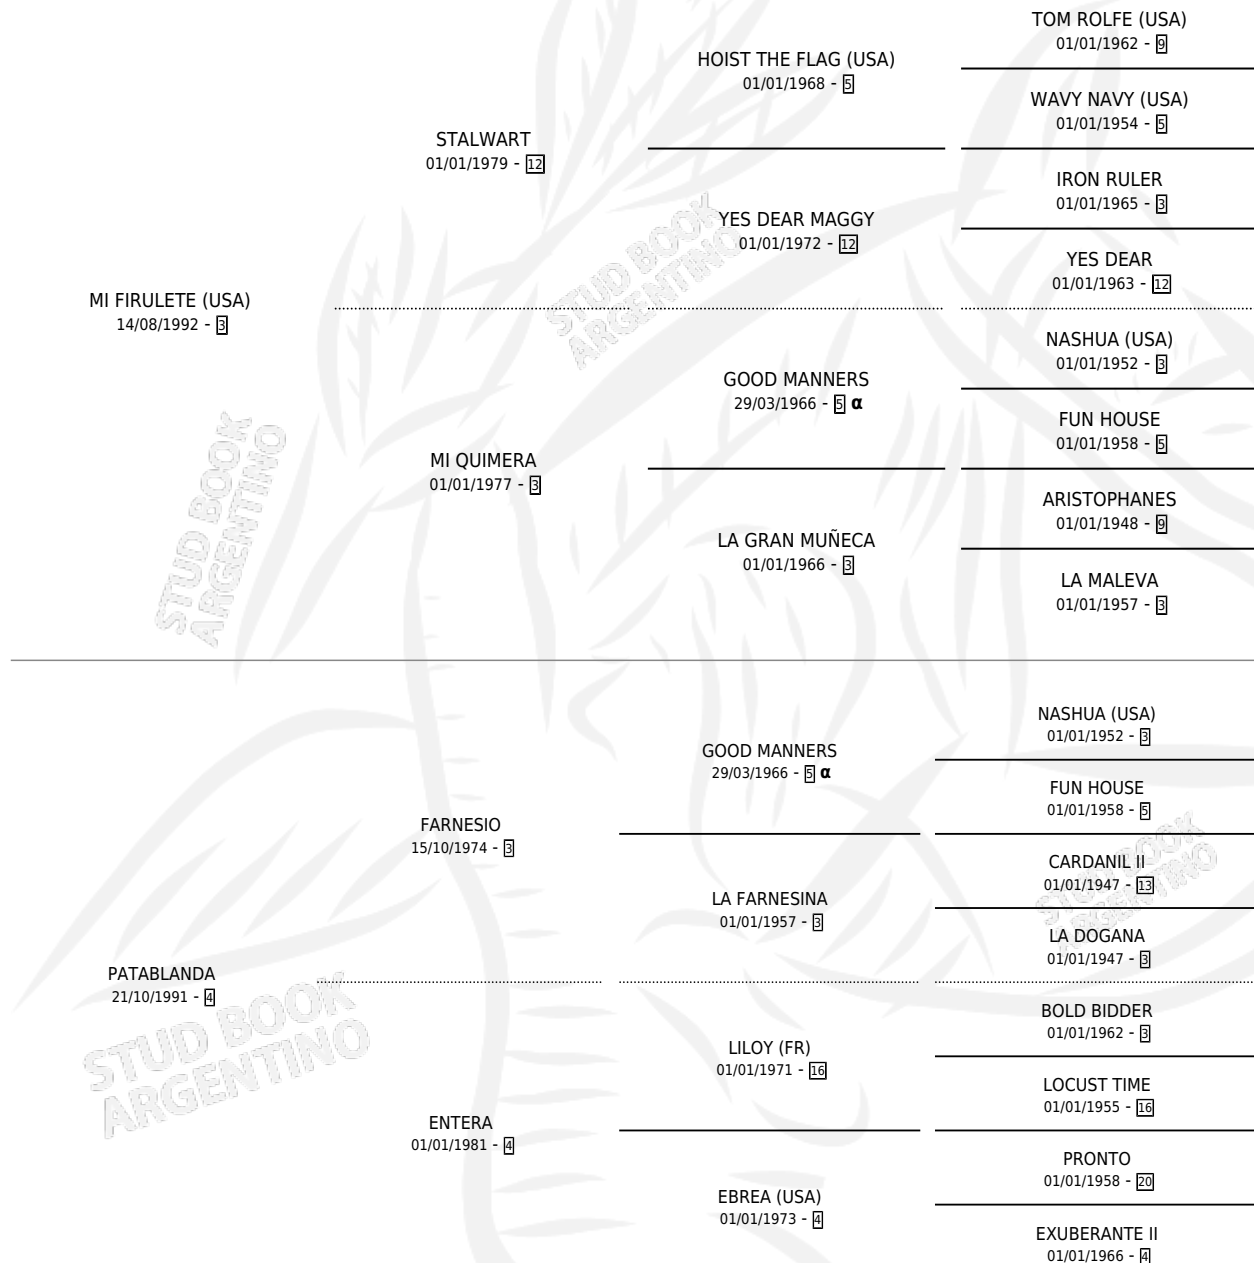 TOM ROLFE (USA)
01/01/1962 - 9
HOIST THE FLAG (USA)
01/01/1968 - 5
WAVY NAVY (USA)
01/01/1954 - 5
STALWART
01/01/1979 - 12
IRON RULER
01/01/1965 - 3
YES DEAR MAGGY
01/01/1972 - 12
YES DEAR
01/01/1963 - 12
MI FIRULETE (USA)
14/08/1992 - 3
NASHUA (USA)
01/01/1952 - 3
GOOD MANNERS
29/03/1966 - 5 α
FUN HOUSE
01/01/1958 - 5
MI QUIMERA
01/01/1977 - 3
ARISTOPHANES
01/01/1948 - 9
LA GRAN MUÑECA
01/01/1966 - 3
LA MALEVA
01/01/1957 - 3
NASHUA (USA)
01/01/1952 - 3
GOOD MANNERS
29/03/1966 - 5 α
FUN HOUSE
01/01/1958 - 5
FARNESIO
15/10/1974 - 3
CARDANIL II
01/01/1947 - 13
LA FARNESINA
01/01/1957 - 3
LA DOGANA
01/01/1947 - 3
PATABLANDA
21/10/1991 - 4
BOLD BIDDER
01/01/1962 - 3
LILOY (FR)
01/01/1971 - 16
LOCUST TIME
01/01/1955 - 16
ENTERA
01/01/1981 - 4
PRONTO
01/01/1958 - 20
EBREA (USA)
01/01/1973 - 4
EXUBERANTE II
01/01/1966 - 4
STUD BOOK
ARGENTINO
STUD BOOK
ARGENTINO
STUD BOOK
ARGENTINO
STUD BOOK
ARGENTINO